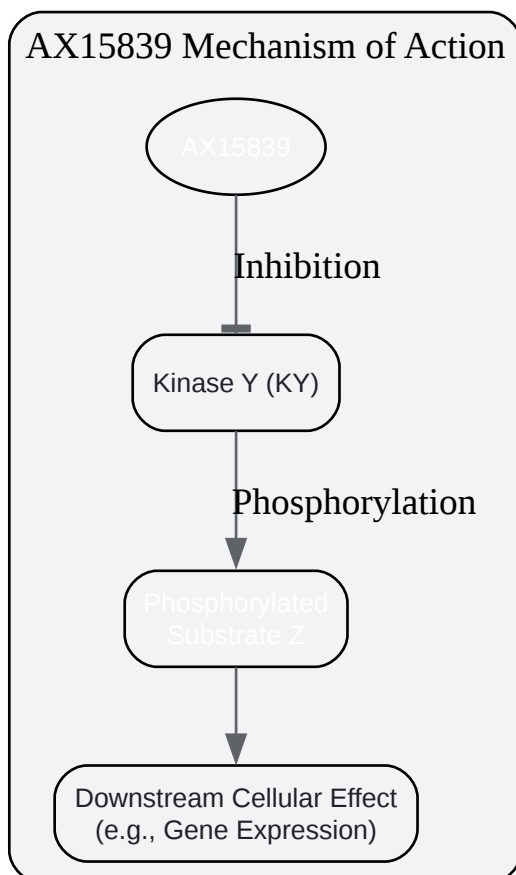 AX15839 Mechanism of Action
AX15839
Inhibition
Kinase Y (KY)
Phosphorylation
Phosphorylated
Substrate Z
Downstream Cellular Effect
(e.g., Gene Expression)